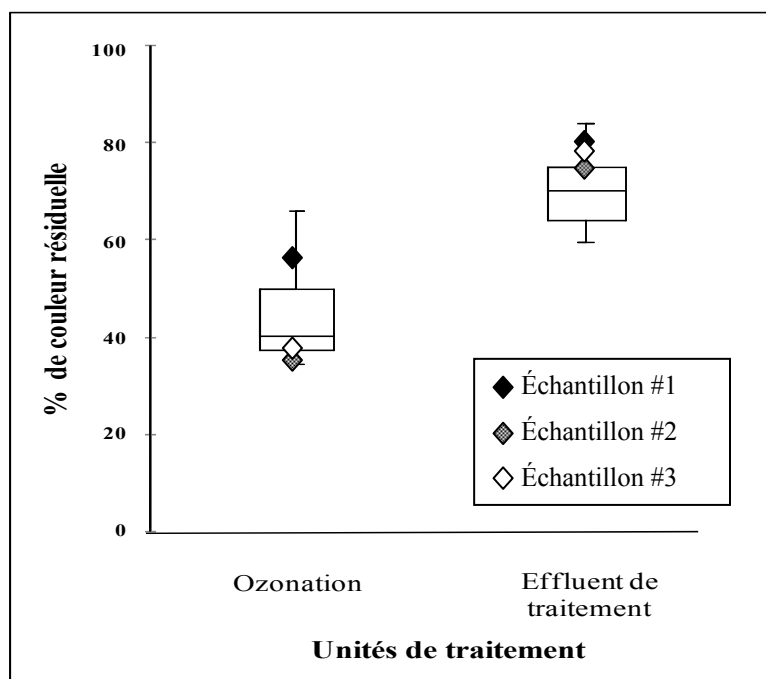 % de couleur résiduelle
100
80
60
40
20
0
Échantillon #1
Échantillon #2
Échantillon #3
Ozonation
Effluent de
traitement
Unités de traitement